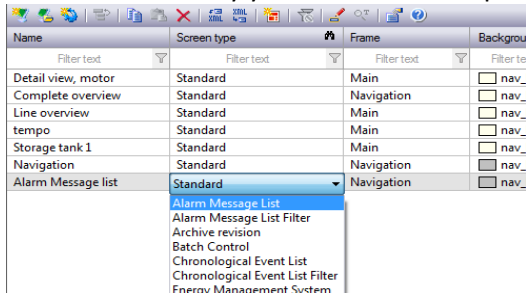 Name Screen type Frame Backgrou
Filter text Filter text Filter text Filter te
Detail view, motor Standard Main nav_
Complete overview Standard Navigation nav_
Line overview Standard Main nav_
tempo Standard Main nav_
Storage tank 1 Standard Main nav_
Navigation Standard Navigation nav_
Alarm Message list Standard Navigation nav_
Alarm Message List
Alarm Message List Filter
Archive revision
Batch Control
Chronological Event List
Chronological Event List Filter
Energy Management System